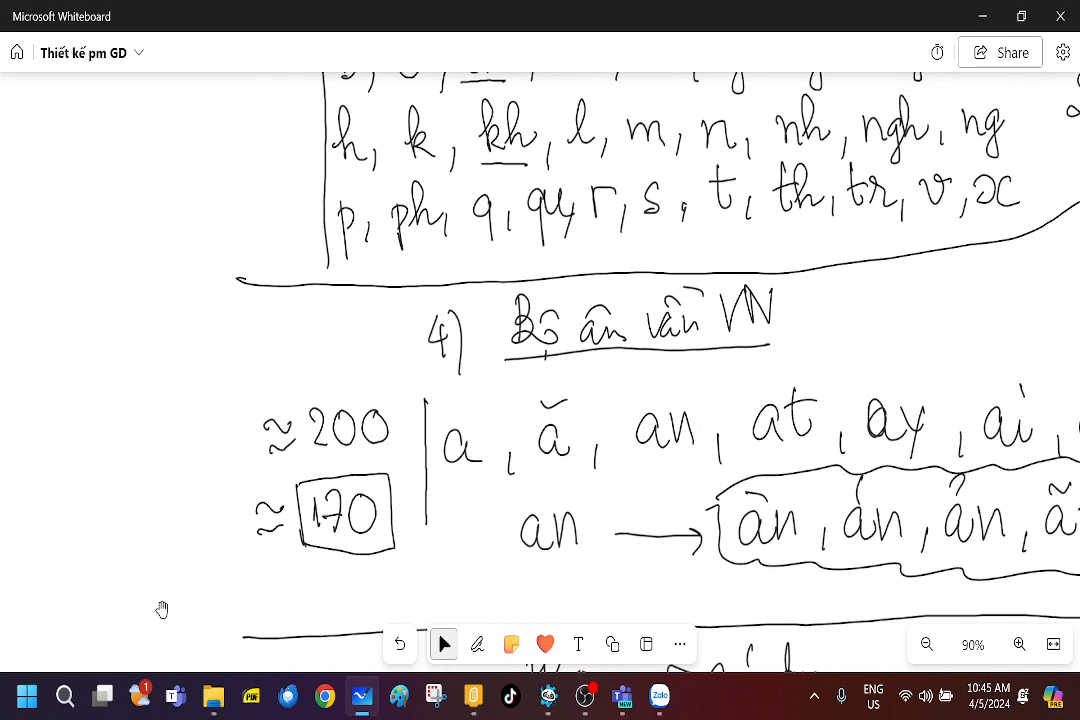 Microsoft Whiteboard
Thiết kế pm GD
Share
h, k, kh, l, m, n, nh, ngh, ng
p, ph, q, qu, r, s, t, th, tr, v, x
4) Bộ âm vần VN
≈ 200 | a, ă, an, at, ay, ai,
≈ 170 an → àn, án, ản, ã
90%
ENG
US
10:45 AM
4/5/2024